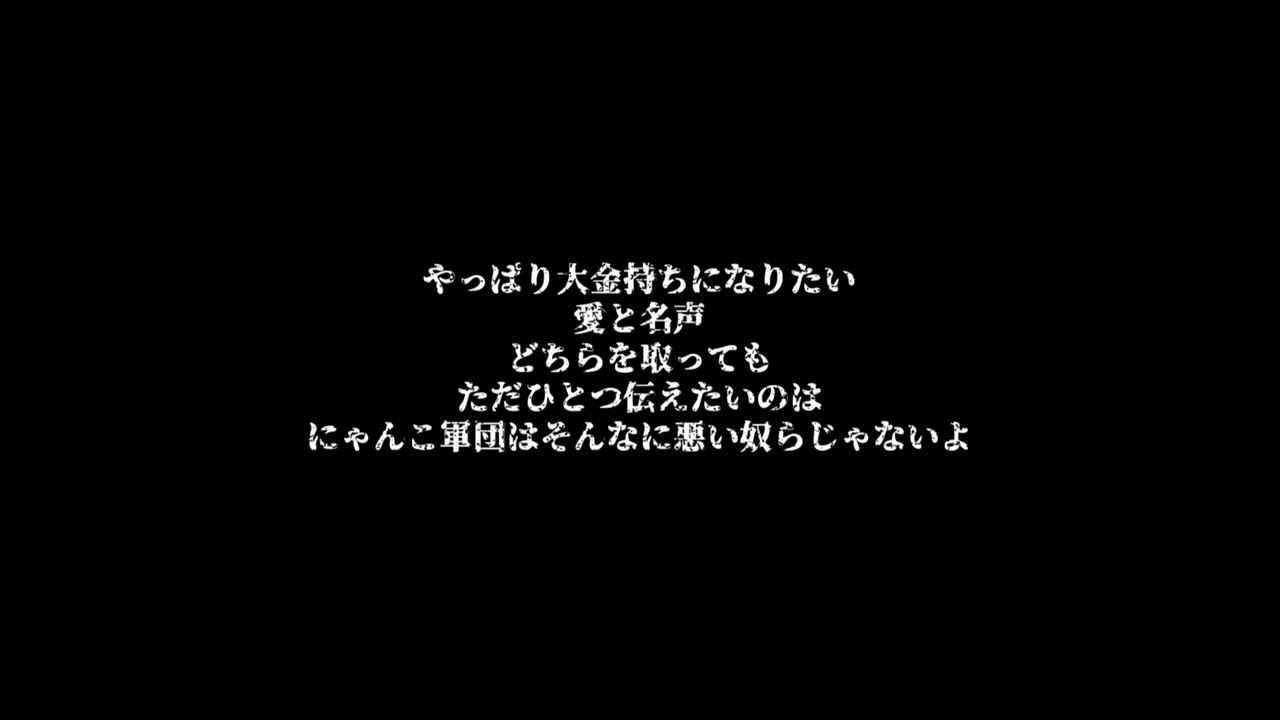 やっぱり大金持ちになりたい
愛と名声
どちらを取っても
ただひとつ伝えたいのは
にゃんこ軍団はそんなに悪い奴らじゃないよ